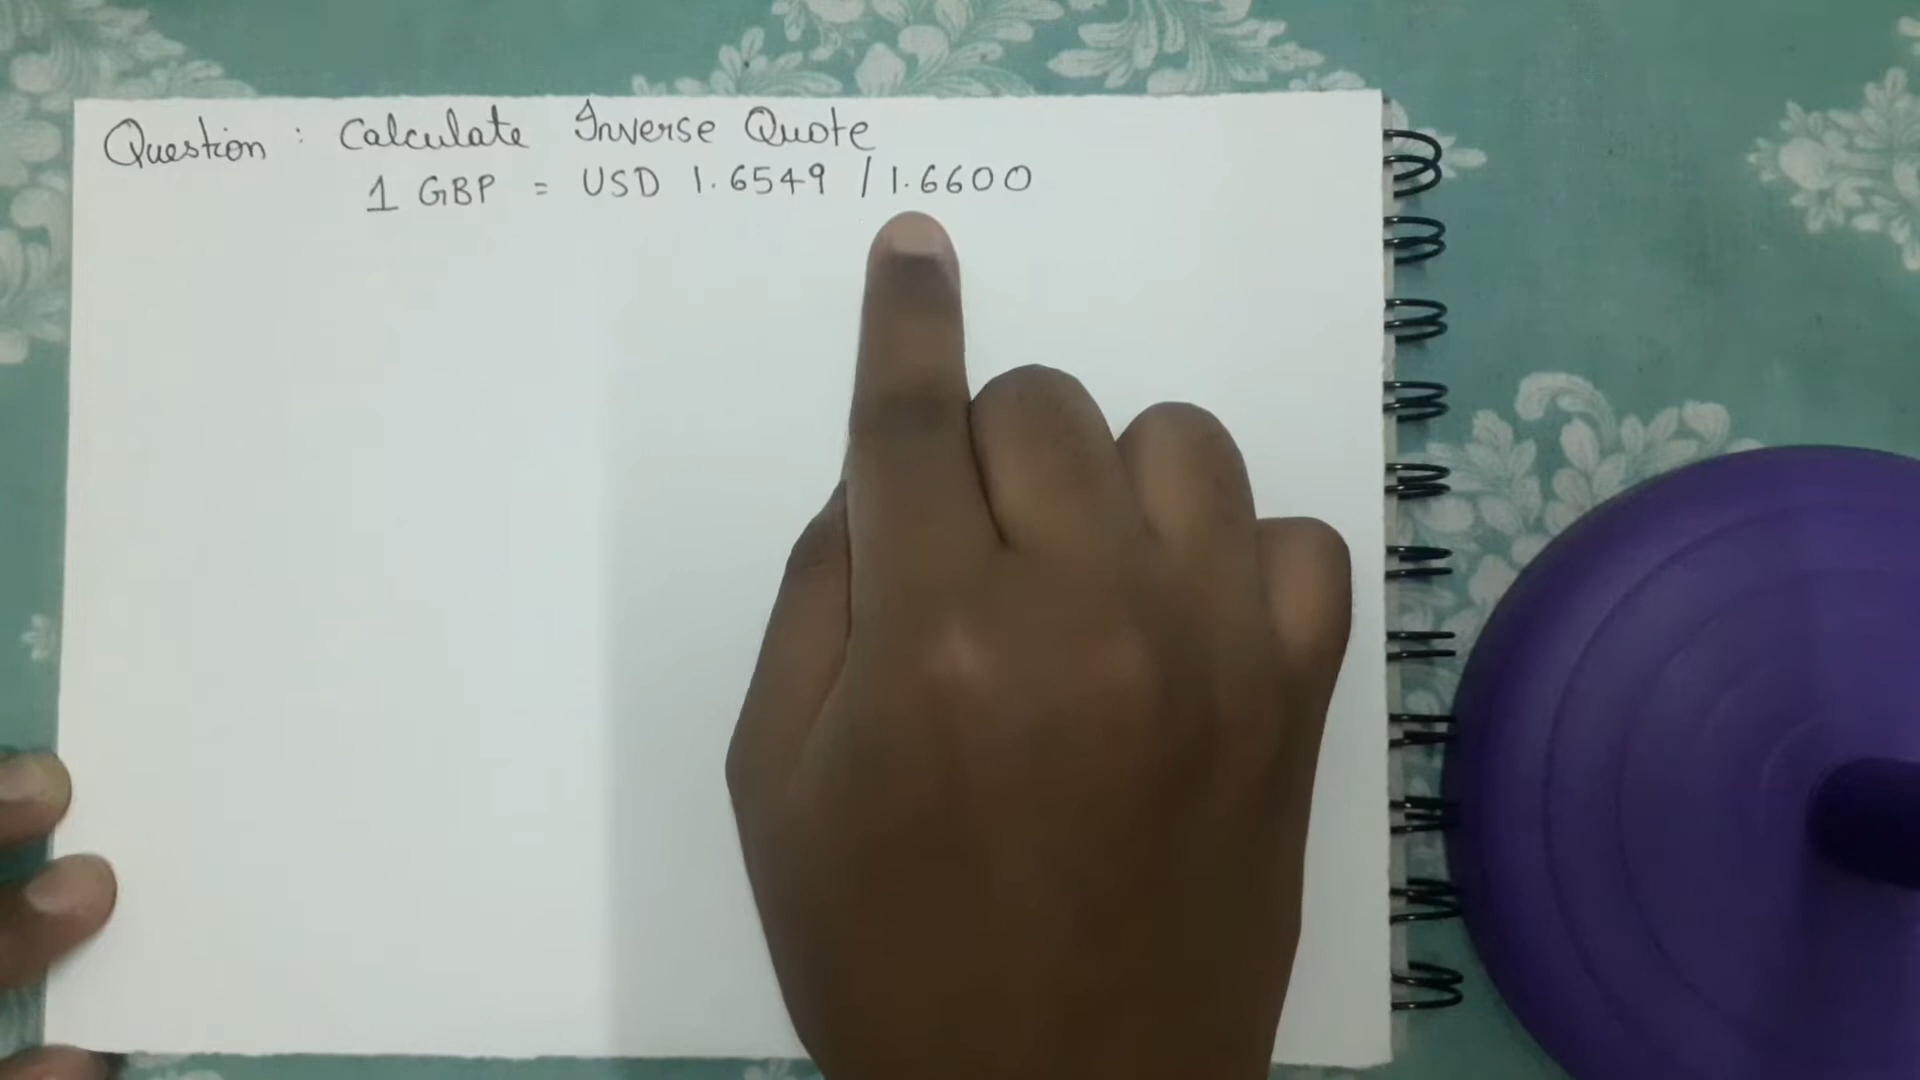 Question : Calculate Inverse Quote
1 GBP = USD 1.6549 / 1.6600